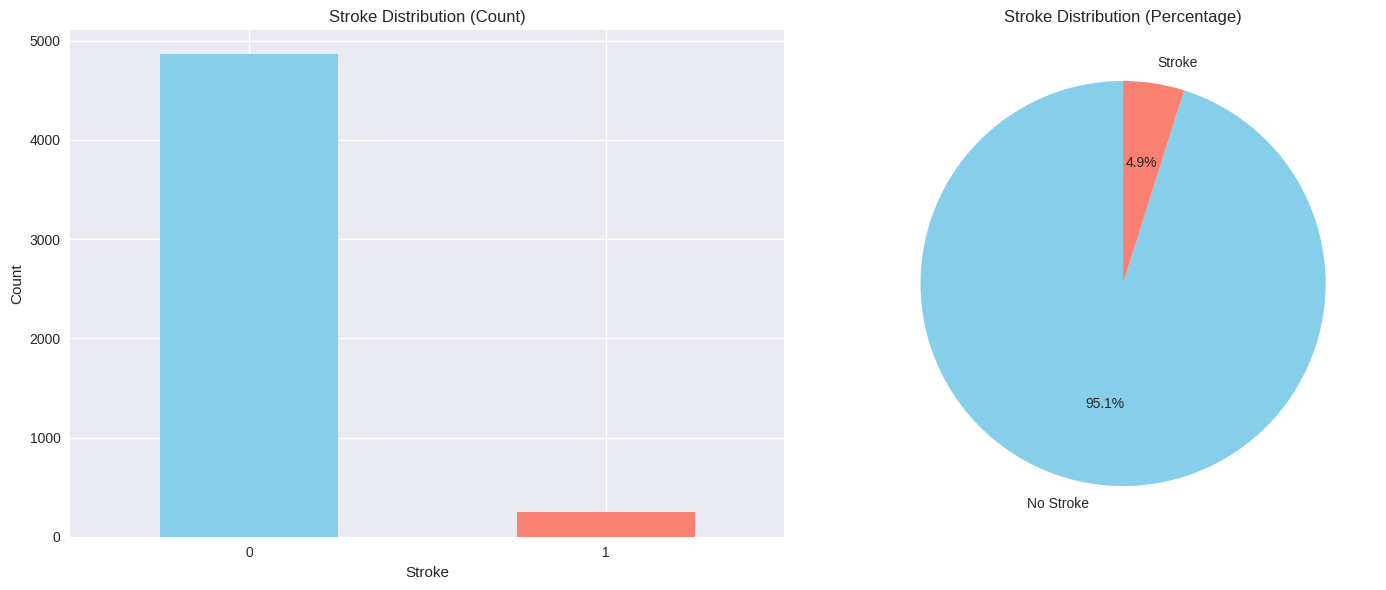 Stroke Distribution (Count)
5000
4000
3000
2000
1000
0
Count
0
1
Stroke
Stroke Distribution (Percentage)
Stroke
4.9%
95.1%
No Stroke